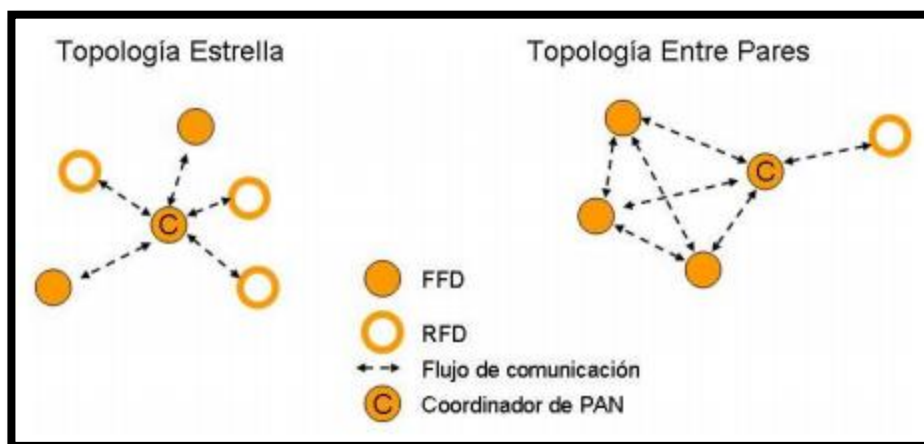 Topología Estrella
Topología Entre Pares
C
C
FFD
RFD
Flujo de comunicación
C Coordinador de PAN